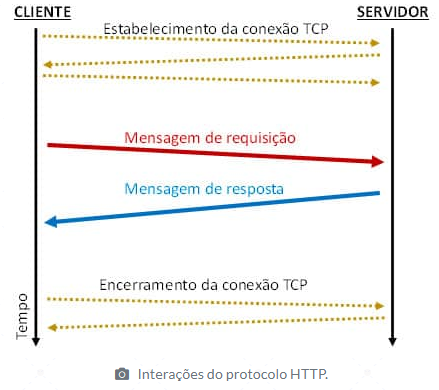 CLIENTE
SERVIDOR
Estabelecimento da conexão TCP
Mensagem de requisição
Mensagem de resposta
Encerramento da conexão TCP
Tempo
Interações do protocolo HTTP.